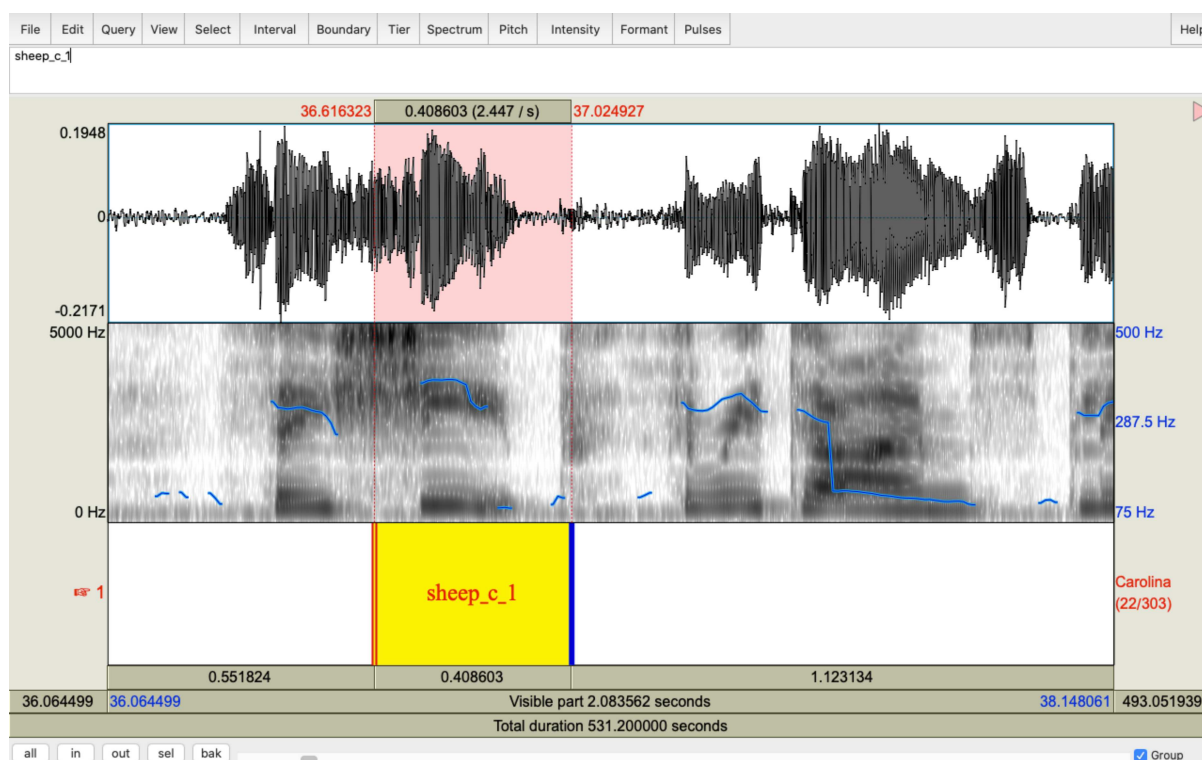 File Edit Query View Select Interval Boundary Tier Spectrum Pitch Intensity Formant Pulses Help
sheep_c_1
36.616323 0.408603 (2.447 / s) 37.024927
0.1948
0
-0.2171
5000 Hz 500 Hz
287.5 Hz
0 Hz 75 Hz
☞ 1 sheep_c_1 Carolina
(22/303)
0.551824 0.408603 1.123134
36.064499 36.064499 Visible part 2.083562 seconds 38.148061 493.051939
Total duration 531.200000 seconds
all in out sel bak Group